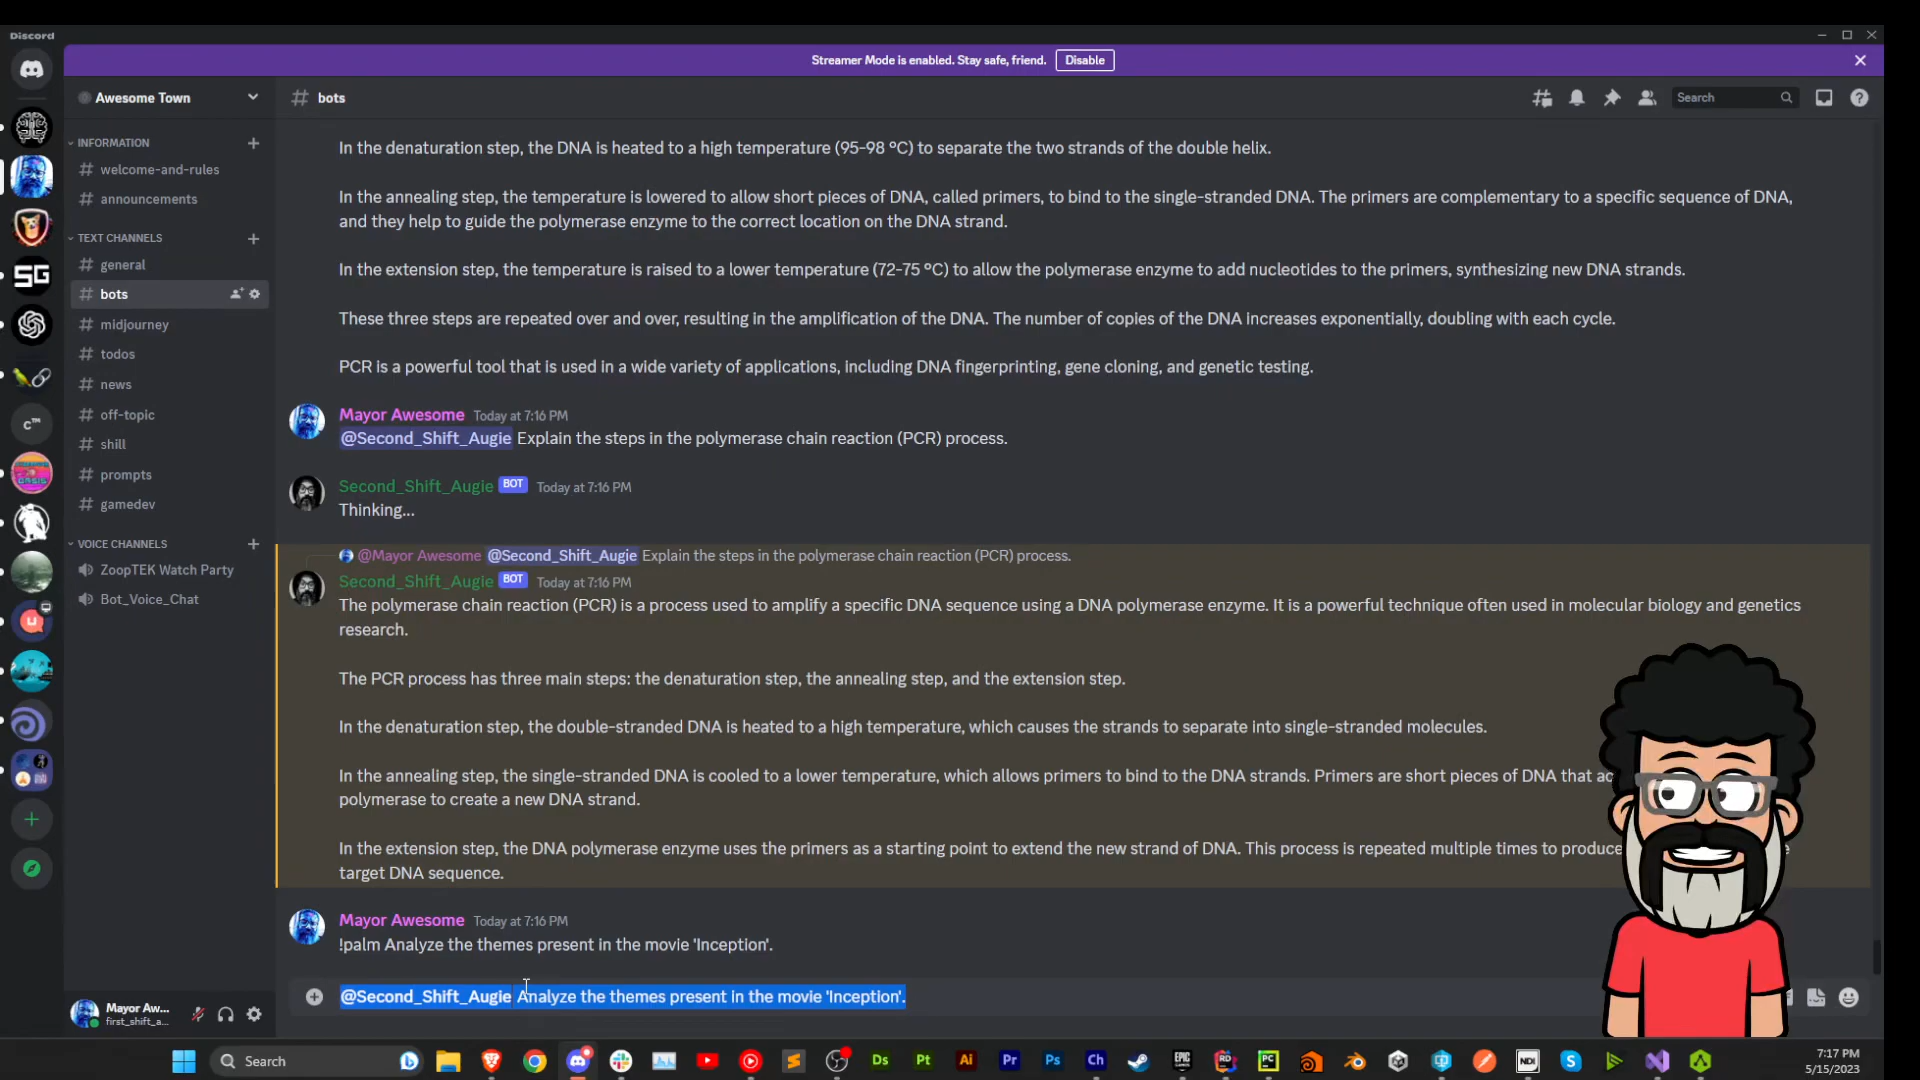 Discord
Streamer Mode is enabled. Stay safe, friend. Disable
Awesome Town
# bots
Search
INFORMATION
# welcome-and-rules
# announcements
TEXT CHANNELS
# general
# bots
# midjourney
# todos
# news
# off-topic
# shill
# prompts
# gamedev
VOICE CHANNELS
ZoopTEK Watch Party
Bot_Voice_Chat
SG
c™
In the denaturation step, the DNA is heated to a high temperature (95-98 °C) to separate the two strands of the double helix.
In the annealing step, the temperature is lowered to allow short pieces of DNA, called primers, to bind to the single-stranded DNA. The primers are complementary to a specific sequence of DNA,
and they help to guide the polymerase enzyme to the correct location on the DNA strand.
In the extension step, the temperature is raised to a lower temperature (72-75 °C) to allow the polymerase enzyme to add nucleotides to the primers, synthesizing new DNA strands.
These three steps are repeated over and over, resulting in the amplification of the DNA. The number of copies of the DNA increases exponentially, doubling with each cycle.
PCR is a powerful tool that is used in a wide variety of applications, including DNA fingerprinting, gene cloning, and genetic testing.
Mayor Awesome Today at 7:16 PM
@Second_Shift_Augie Explain the steps in the polymerase chain reaction (PCR) process.
Second_Shift_Augie BOT Today at 7:16 PM
Thinking...
@Mayor Awesome @Second_Shift_Augie Explain the steps in the polymerase chain reaction (PCR) process.
Second_Shift_Augie BOT Today at 7:16 PM
The polymerase chain reaction (PCR) is a process used to amplify a specific DNA sequence using a DNA polymerase enzyme. It is a powerful technique often used in molecular biology and genetics
research.
The PCR process has three main steps: the denaturation step, the annealing step, and the extension step.
In the denaturation step, the double-stranded DNA is heated to a high temperature, which causes the strands to separate into single-stranded molecules.
In the annealing step, the single-stranded DNA is cooled to a lower temperature, which allows primers to bind to the DNA strands. Primers are short pieces of DNA that
polymerase to create a new DNA strand.
In the extension step, the DNA polymerase enzyme uses the primers as a starting point to extend the new strand of DNA. This process is repeated multiple times to produce
target DNA sequence.
Mayor Awesome Today at 7:16 PM
!palm Analyze the themes present in the movie 'Inception'.
@Second_Shift_Augie Analyze the themes present in the movie 'Inception'.
Mayor Aw...
first_shift_a...
Search
Ds Pt Ai Pr Ps Ch EPIC GAMES RD PC NDI
7:17 PM
5/15/2023